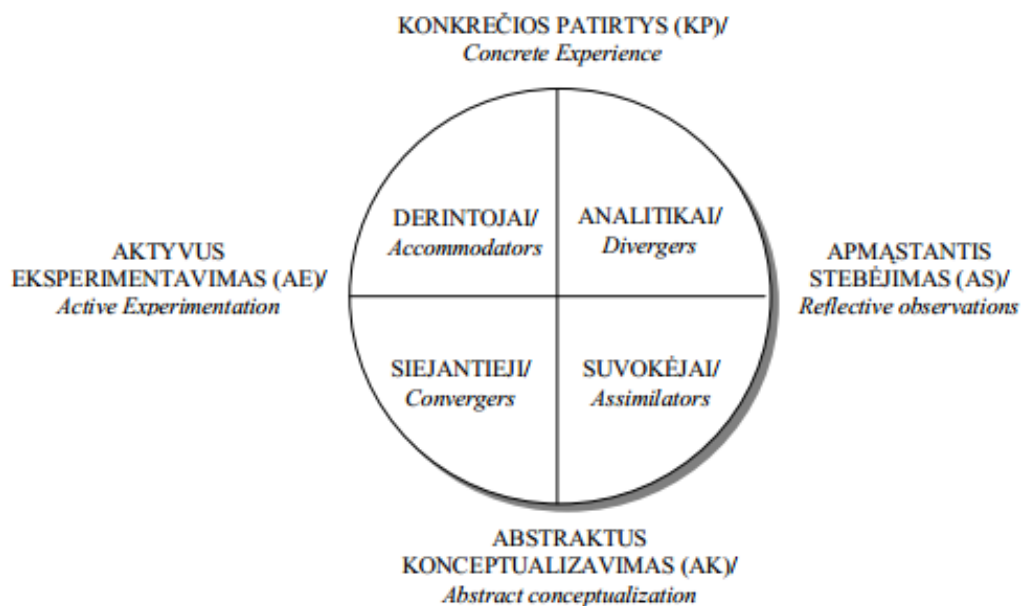 KONKREČIOS PATIRTYS (KP)/
Concrete Experience
DERINTOJAI/
Accommodators
ANALITIKAI/
Divergers
AKTYVUS
EKSPERIMENTAVIMAS (AE)/
Active Experimentation
APMĄSTANTIS
STEBĖJIMAS (AS)/
Reflective observations
SIEJANTIEJI/
Convergers
SUVOKĖJAI/
Assimilators
ABSTRAKTUS
KONCEPTUALIZAVIMAS (AK)/
Abstract conceptualization